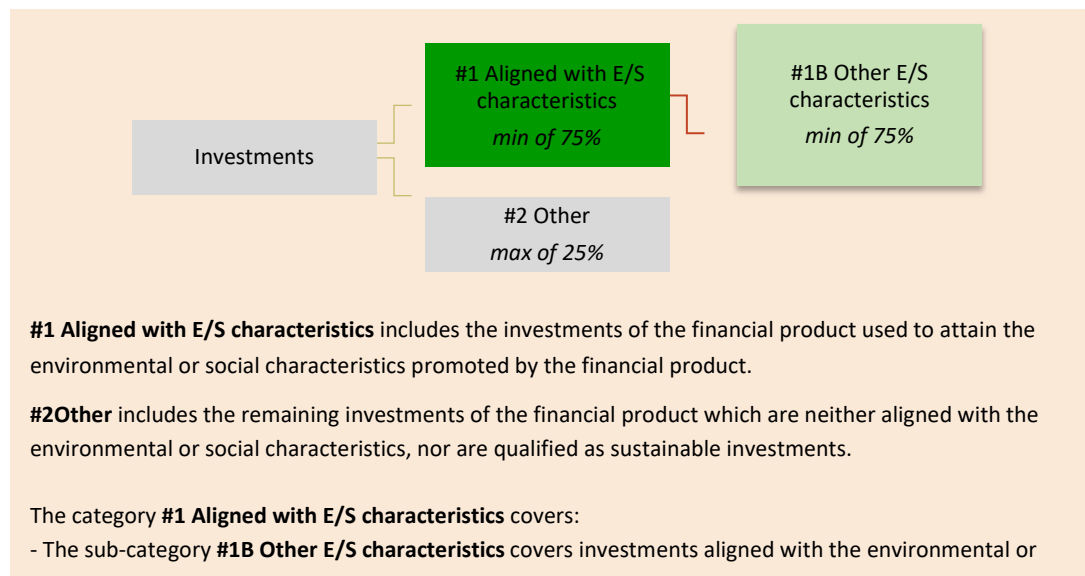 #1 Aligned with E/S
characteristics
min of 75%
#1B Other E/S
characteristics
min of 75%
Investments
#2 Other
max of 25%
#1 Aligned with E/S characteristics includes the investments of the financial product used to attain the
environmental or social characteristics promoted by the financial product.
#2Other includes the remaining investments of the financial product which are neither aligned with the
environmental or social characteristics, nor are qualified as sustainable investments.
The category #1 Aligned with E/S characteristics covers:
- The sub-category #1B Other E/S characteristics covers investments aligned with the environmental or